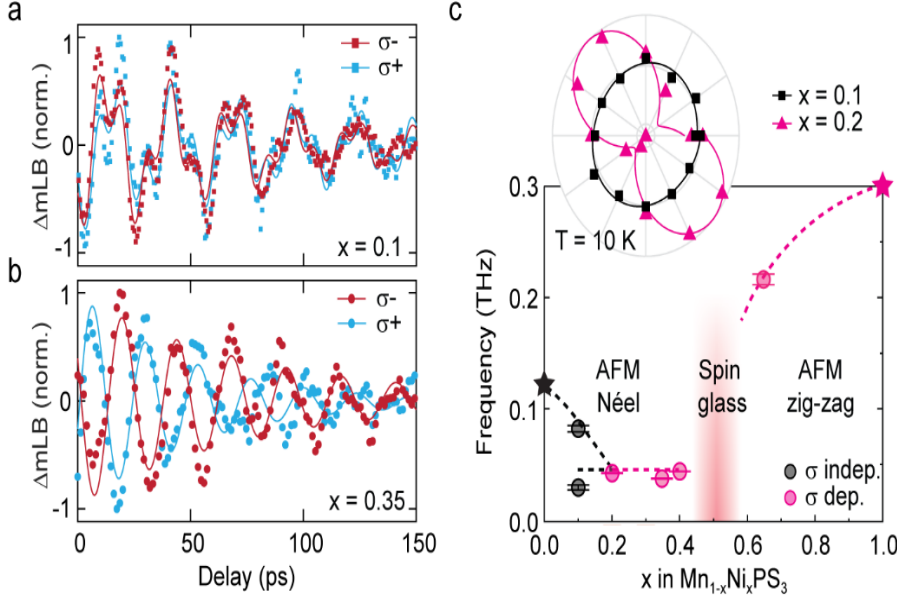 a
1
0
-1
ΔmLB (norm.)
σ-
σ+
x = 0.1
b
1
0
-1
ΔmLB (norm.)
σ-
σ+
x = 0.35
0
50
100
150
Delay (ps)
c
x = 0.1
x = 0.2
T = 10 K
0.3
0.2
0.1
0.0
Frequency (THz)
AFM
Néel
Spin
glass
AFM
zig-zag
σ indep.
σ dep.
0.0
0.2
0.4
0.6
0.8
1.0
x in Mn₁₋ₓNiₓPS₃